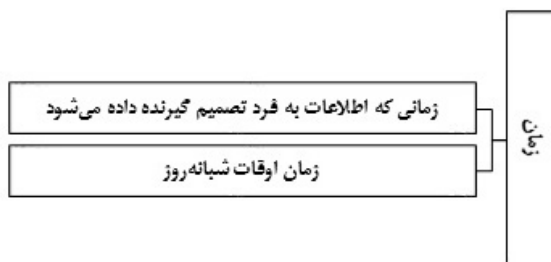 زمان
زمانی که اطلاعات به فرد تصمیم گیرنده داده می‌شود
زمان اوقات شبانه‌روز